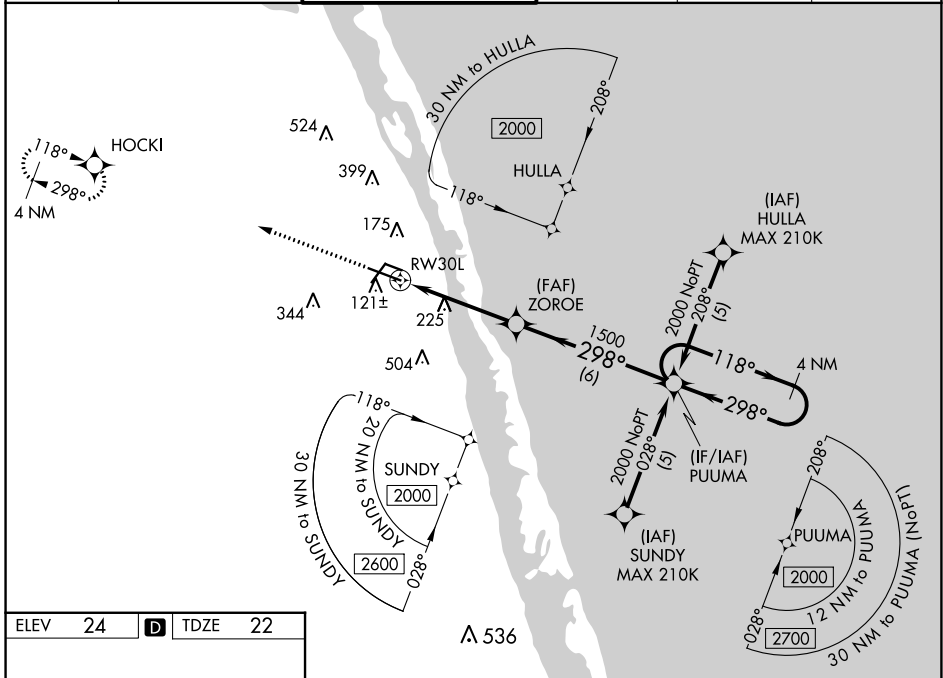 30 NM to HULLA
208°
2000
HULLA
118°
524
118°
HOCKI
298°
4 NM
399
175
RW30L
344
121±
225
504
(FAF)
ZOROE
1500
298°
(6)
(IAF)
HULLA
MAX 210K
2000 NoPT
208°
(5)
118°
4 NM
298°
(IF/IAF)
PUUMA
2000 NoPT
028°
(5)
(IAF)
SUNDY
MAX 210K
118°
20 NM to SUNDY
SUNDY
2000
30 NM to SUNDY
2600
028°
208°
PUUMA
2000
12 NM to PUUMA
028°
2700
30 NM to PUUMA (NoPT)
536
ELEV 24 D TDZE 22